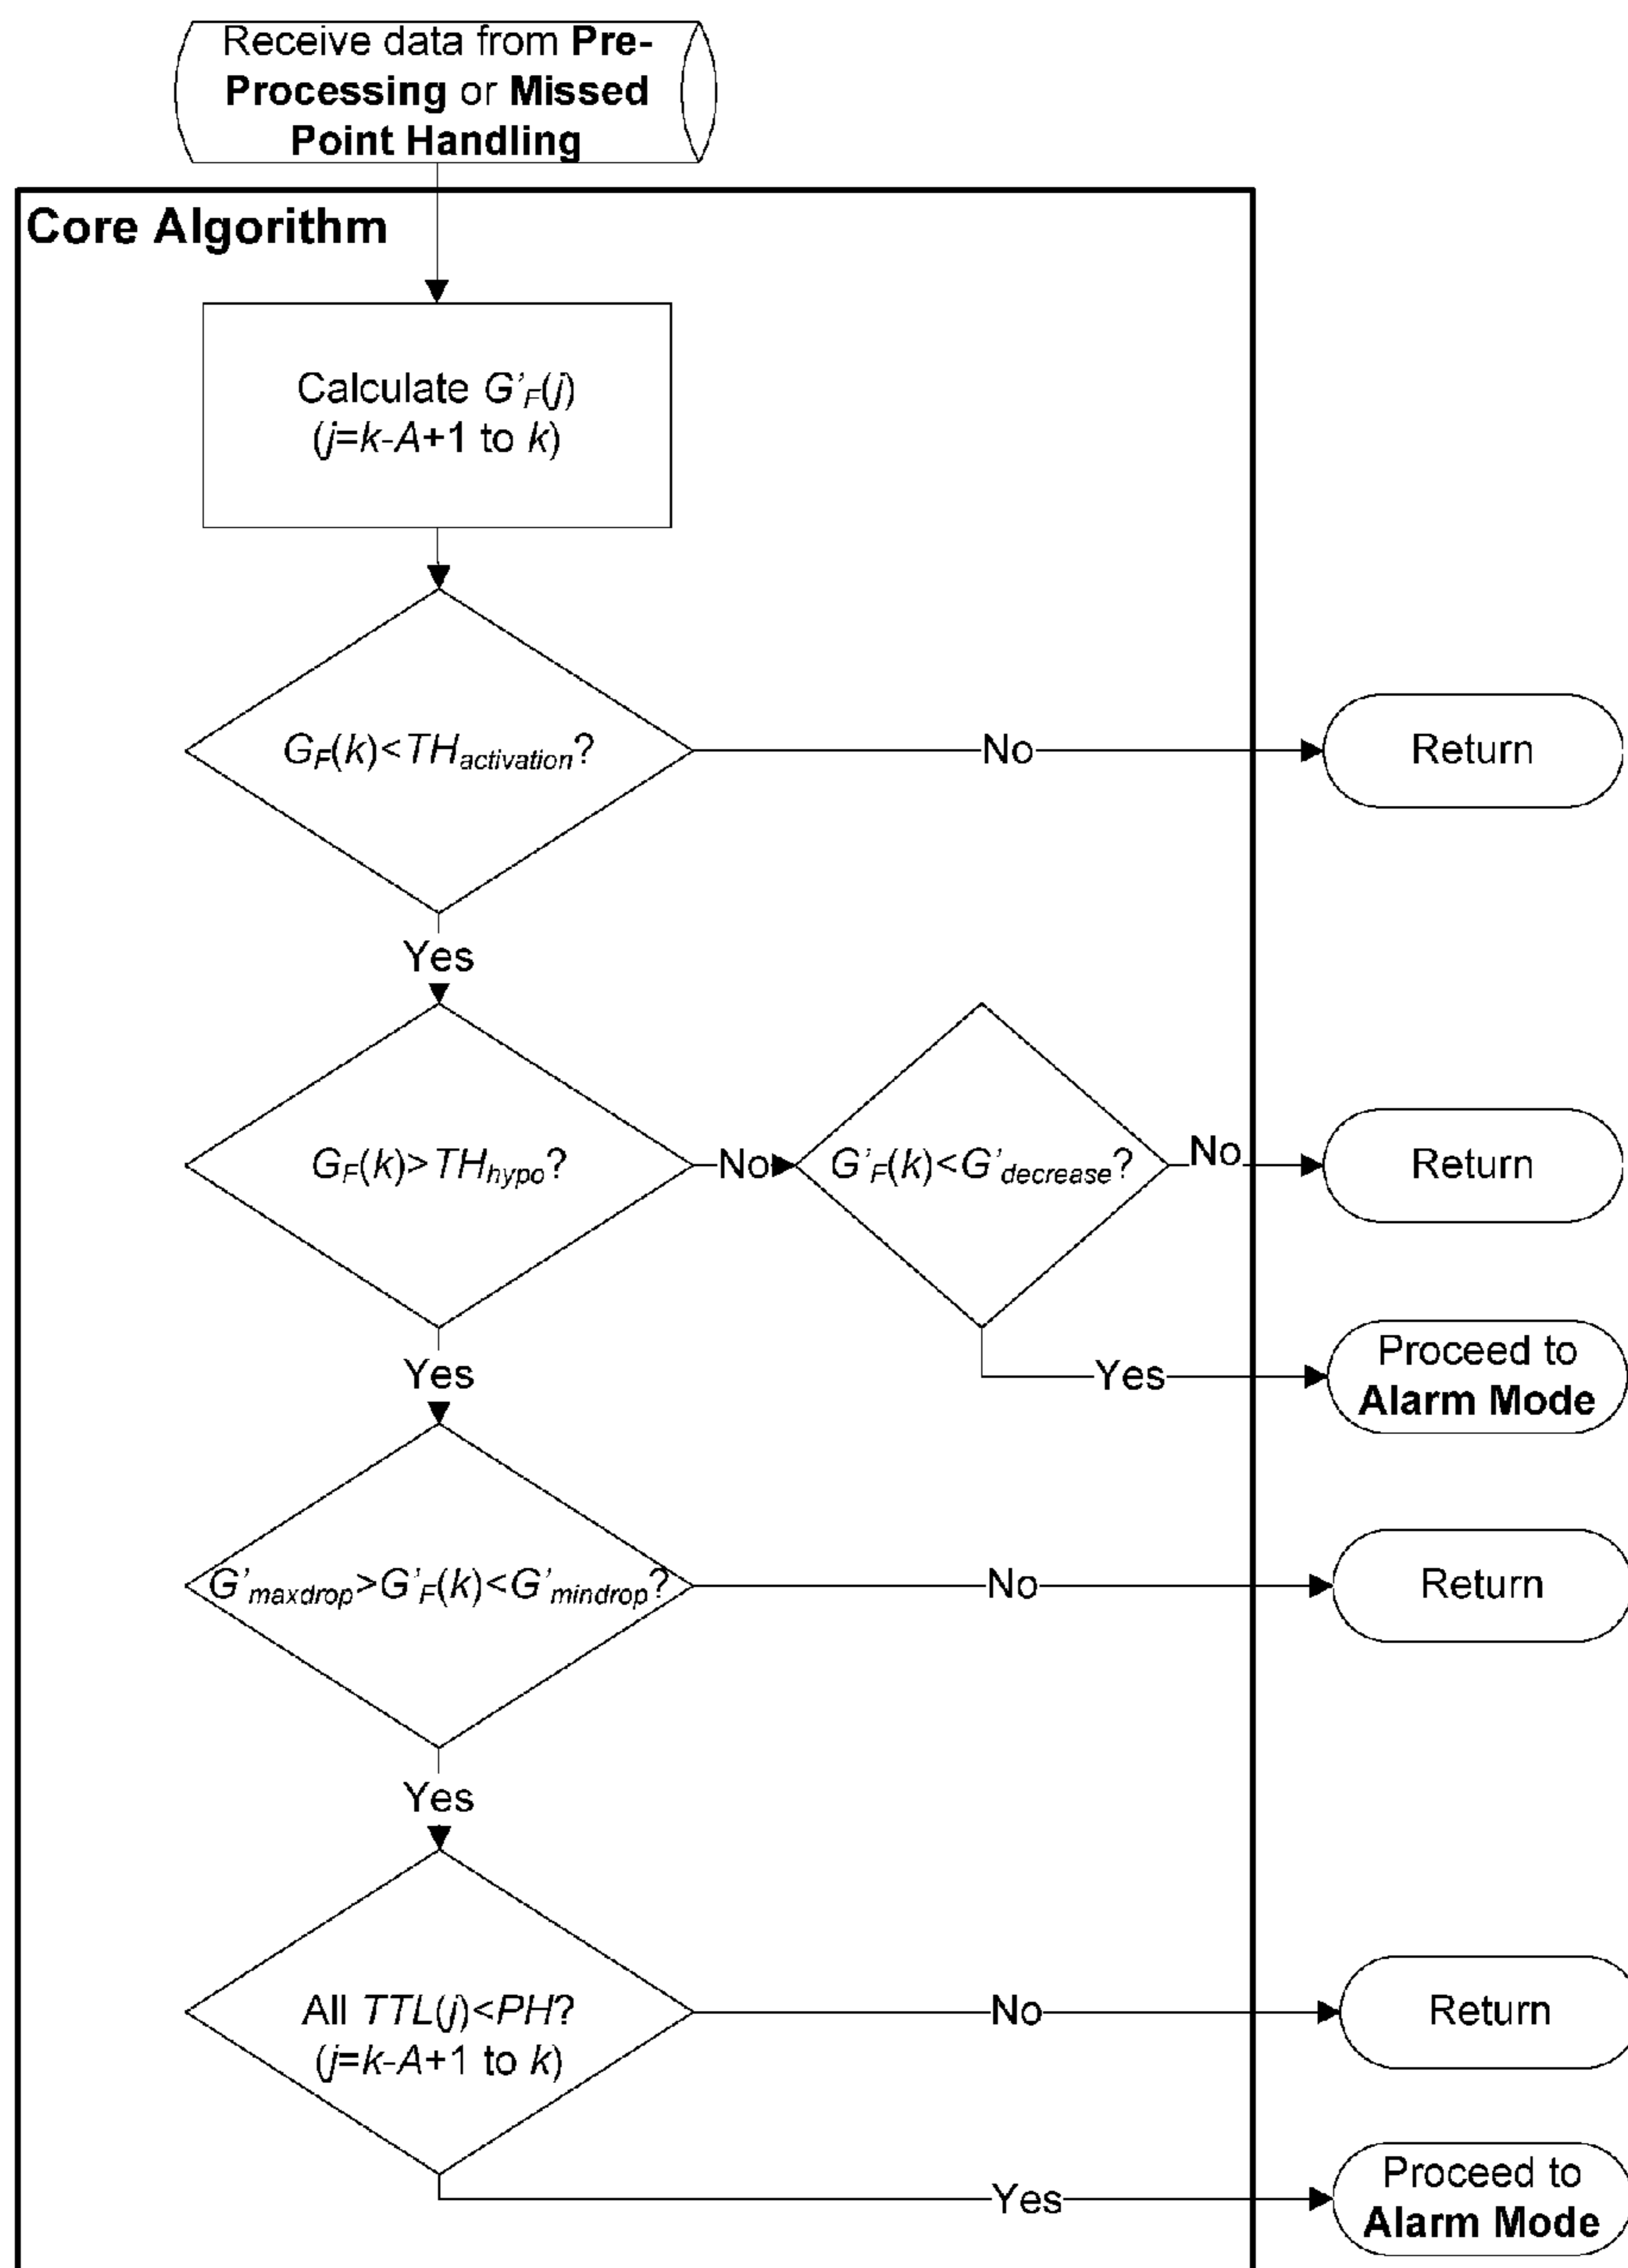 Receive data from Pre-
Processing or Missed
Point Handling
Core Algorithm
Calculate G'F(j)
(j=k-A+1 to k)
GF(k)<THactivation?
No
Return
Yes
GF(k)>THhypo?
No
G'F(k)<G'decrease?
No
Return
Yes
Proceed to
Alarm Mode
Yes
G'maxdrop>G'F(k)<G'mindrop?
No
Return
Yes
All TTL(j)<PH?
(j=k-A+1 to k)
No
Return
Yes
Proceed to
Alarm Mode